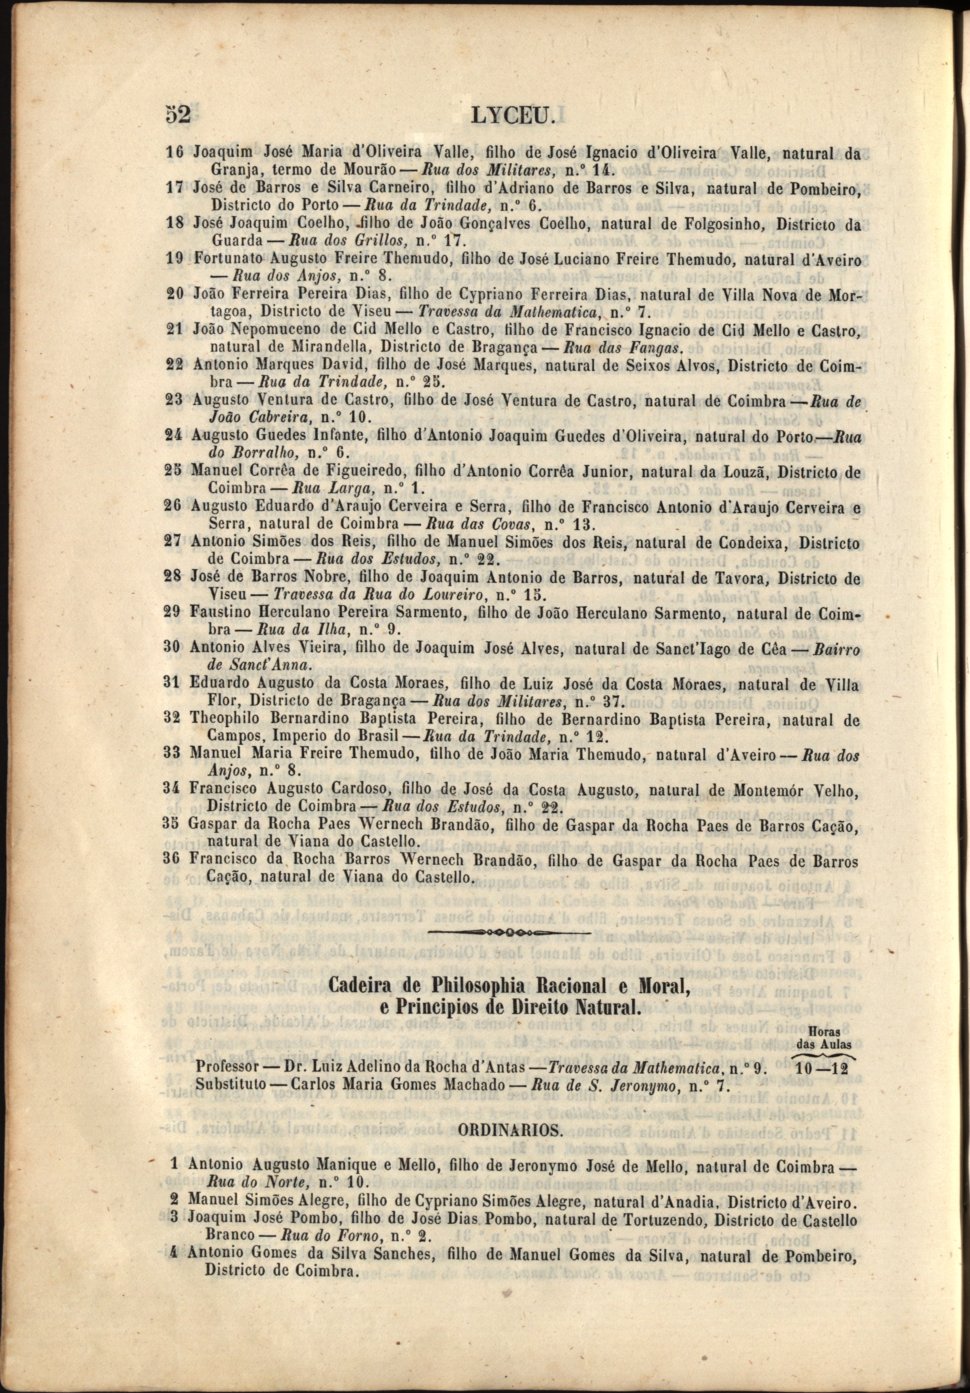 52
LYCEU.
16 Joaquim José Maria d'Oliveira Valle, filho de José Ignacio d'Oliveira Valle, natural da
Granja, termo de Mourão — Rua dos Militares, n.º 14.
17 José de Barros e Silva Carneiro, filho d'Adriano de Barros e Silva, natural de Pombeiro,
Districto do Porto — Rua da Trindade, n.º 6.
18 José Joaquim Coelho, filho de João Gonçalves Coelho, natural de Folgosinho, Districto da
Guarda — Rua dos Grillos, n.º 17.
19 Fortunato Augusto Freire Themudo, filho de José Luciano Freire Themudo, natural d'Aveiro
— Rua dos Anjos, n.º 8.
20 João Ferreira Pereira Dias, filho de Cypriano Ferreira Dias, natural de Villa Nova de Mor-
tagoa, Districto de Viseu — Travessa da Mathematica, n.º 7.
21 João Nepomuceno de Cid Mello e Castro, filho de Francisco Ignacio de Cid Mello e Castro,
natural de Mirandella, Districto de Bragança — Rua das Fangas.
22 Antonio Marques David, filho de José Marques, natural de Seixos Alvos, Districto de Coim-
bra — Rua da Trindade, n.º 25.
23 Augusto Ventura de Castro, filho de José Ventura de Castro, natural de Coimbra — Rua de
João Cabreira, n.º 10.
24 Augusto Guedes Infante, filho d'Antonio Joaquim Guedes d'Oliveira, natural do Porto — Rua
do Borralho, n.º 6.
25 Manuel Corrêa de Figueiredo, filho d'Antonio Corrêa Junior, natural da Louzã, Districto de
Coimbra — Rua Larga, n.º 1.
26 Augusto Eduardo d'Araujo Cerveira e Serra, filho de Francisco Antonio d'Araujo Cerveira e
Serra, natural de Coimbra — Rua das Covas, n.º 13.
27 Antonio Simões dos Reis, filho de Manuel Simões dos Reis, natural de Condeixa, Districto
de Coimbra — Rua dos Estudos, n.º 22.
28 José de Barros Nobre, filho de Joaquim Antonio de Barros, natural de Tavora, Districto de
Viseu — Travessa da Rua do Loureiro, n.º 15.
29 Faustino Herculano Pereira Sarmento, filho de João Herculano Sarmento, natural de Coim-
bra — Rua da Ilha, n.º 9.
30 Antonio Alves Vieira, filho de Joaquim José Alves, natural de Sanct'Iago de Cêa — Bairro
de Sanct'Anna.
31 Eduardo Augusto da Costa Moraes, filho de Luiz José da Costa Moraes, natural de Villa
Flor, Districto de Bragança — Rua dos Militares, n.º 37.
32 Theophilo Bernardino Baptista Pereira, filho de Bernardino Baptista Pereira, natural de
Campos, Imperio do Brasil — Rua da Trindade, n.º 12.
33 Manuel Maria Freire Themudo, filho de João Maria Themudo, natural d'Aveiro — Rua dos
Anjos, n.º 8.
34 Francisco Augusto Cardoso, filho de José da Costa Augusto, natural de Montemór Velho,
Districto de Coimbra — Rua dos Estudos, n.º 22.
35 Gaspar da Rocha Paes Wernech Brandão, filho de Gaspar da Rocha Paes de Barros Cação,
natural de Viana do Castello.
36 Francisco da Rocha Barros Wernech Brandão, filho de Gaspar da Rocha Paes de Barros
Cação, natural de Viana do Castello.
Cadeira de Philosophia Racional e Moral,
e Principios de Direito Natural.
Horas
das Aulas
Professor — Dr. Luiz Adelino da Rocha d'Antas — Travessa da Mathematica, n.º 9. 10 — 12
Substituto — Carlos Maria Gomes Machado — Rua de S. Jeronymo, n.º 7.
ORDINARIOS.
1 Antonio Augusto Manique e Mello, filho de Jeronymo José de Mello, natural de Coimbra —
Rua do Norte, n.º 10.
2 Manuel Simões Alegre, filho de Cypriano Simões Alegre, natural d'Anadia, Districto d'Aveiro.
3 Joaquim José Pombo, filho de José Dias Pombo, natural de Tortuzendo, Districto de Castello
Branco — Rua do Forno, n.º 2.
4 Antonio Gomes da Silva Sanches, filho de Manuel Gomes da Silva, natural de Pombeiro,
Districto de Coimbra.